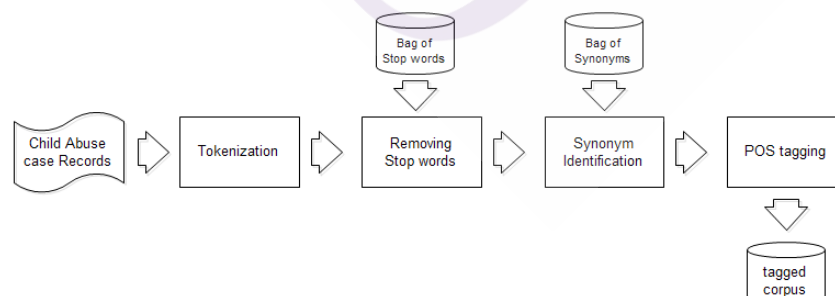 Bag of
Stop words
Bag of
Synonyms
Child Abuse
case Records
Tokenization
Removing
Stop words
Synonym
Identification
POS tagging
tagged
corpus